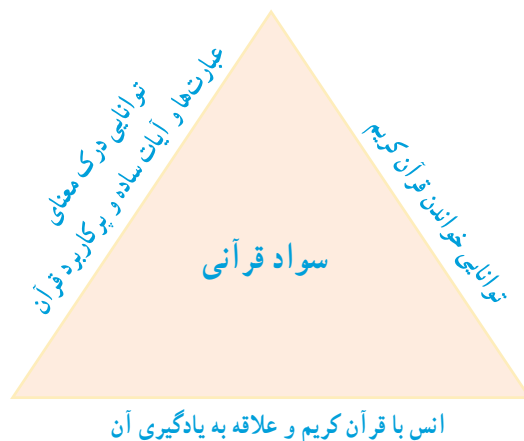 توانایی خواندن قرآن کریم
توانایی درک معنای
عبارت‌ها و آیات ساده و پرکاربرد قرآن
سواد قرآنی
انس با قرآن کریم و علاقه به یادگیری آن